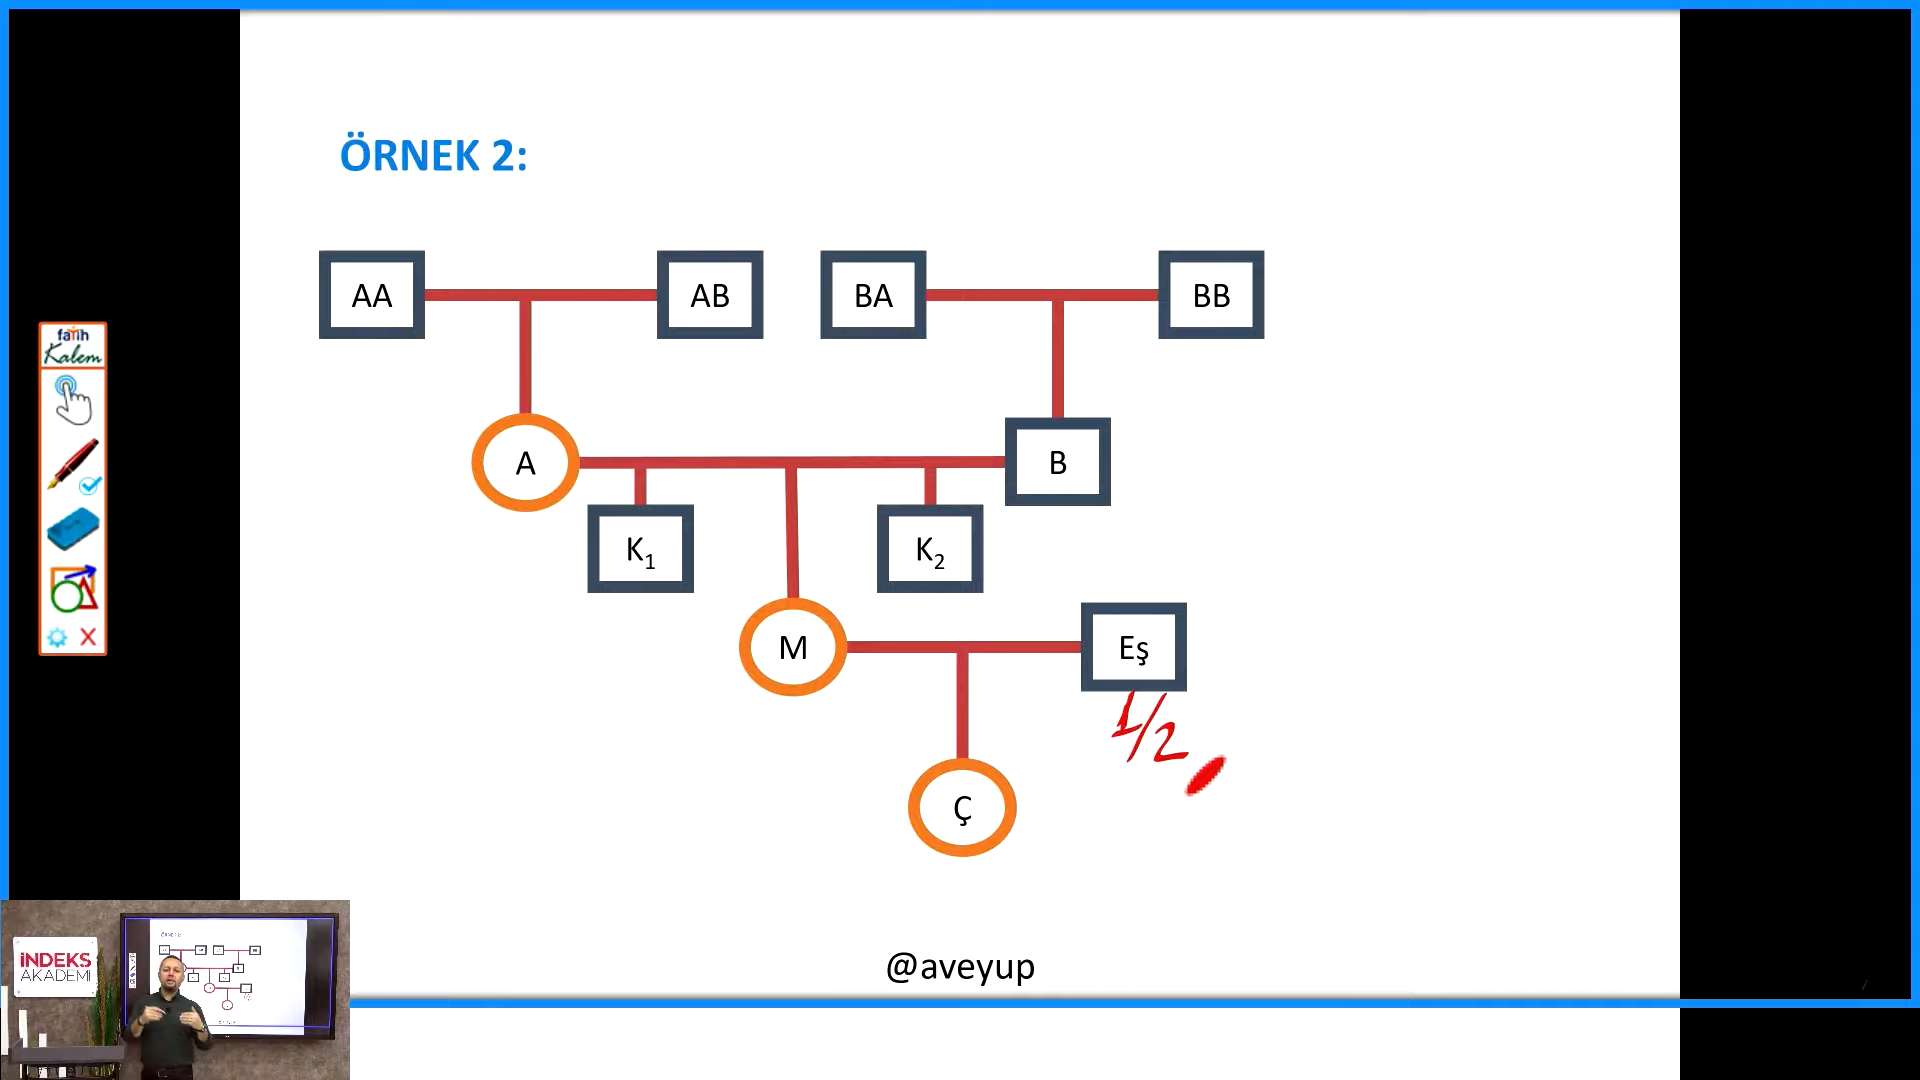 ÖRNEK 2:
AA AB BA BB
fatih
Kalem
A B
K1 K2
M Eş
1/2
Ç
İNDEKS
AKADEMİ
@aveyup